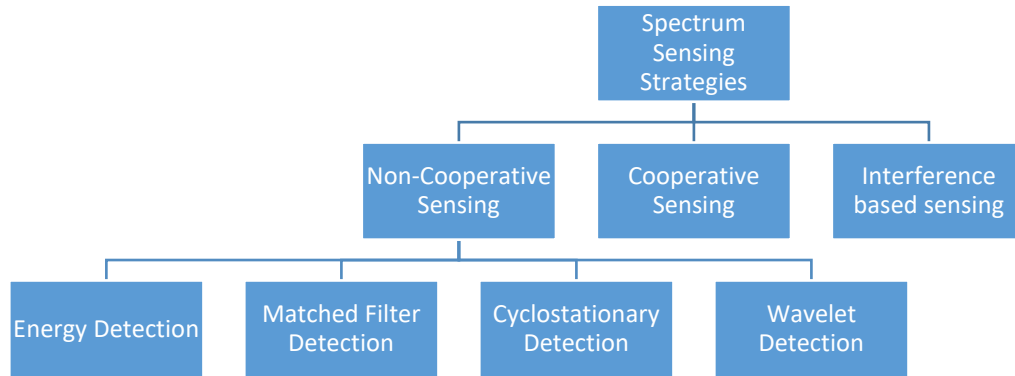 Spectrum
Sensing
Strategies
Non-Cooperative
Sensing
Cooperative
Sensing
Interference
based sensing
Energy Detection
Matched Filter
Detection
Cyclostationary
Detection
Wavelet
Detection